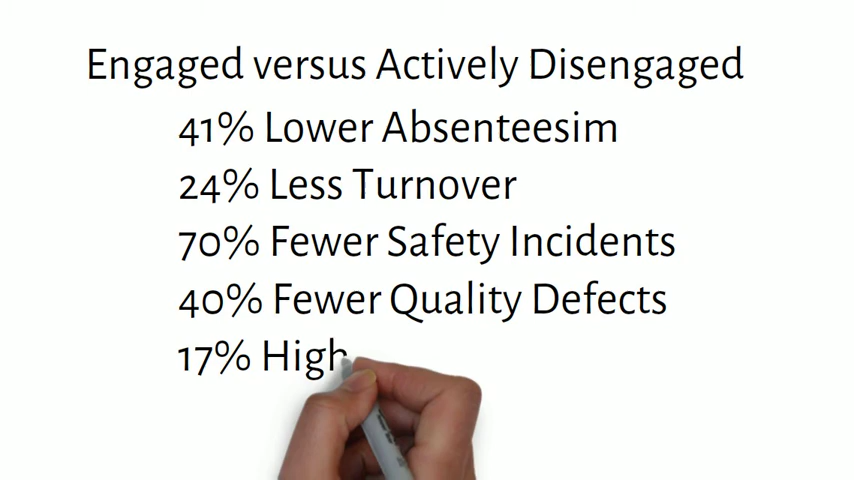 Engaged versus Actively Disengaged
41% Lower Absenteesim
24% Less Turnover
70% Fewer Safety Incidents
40% Fewer Quality Defects
17% High